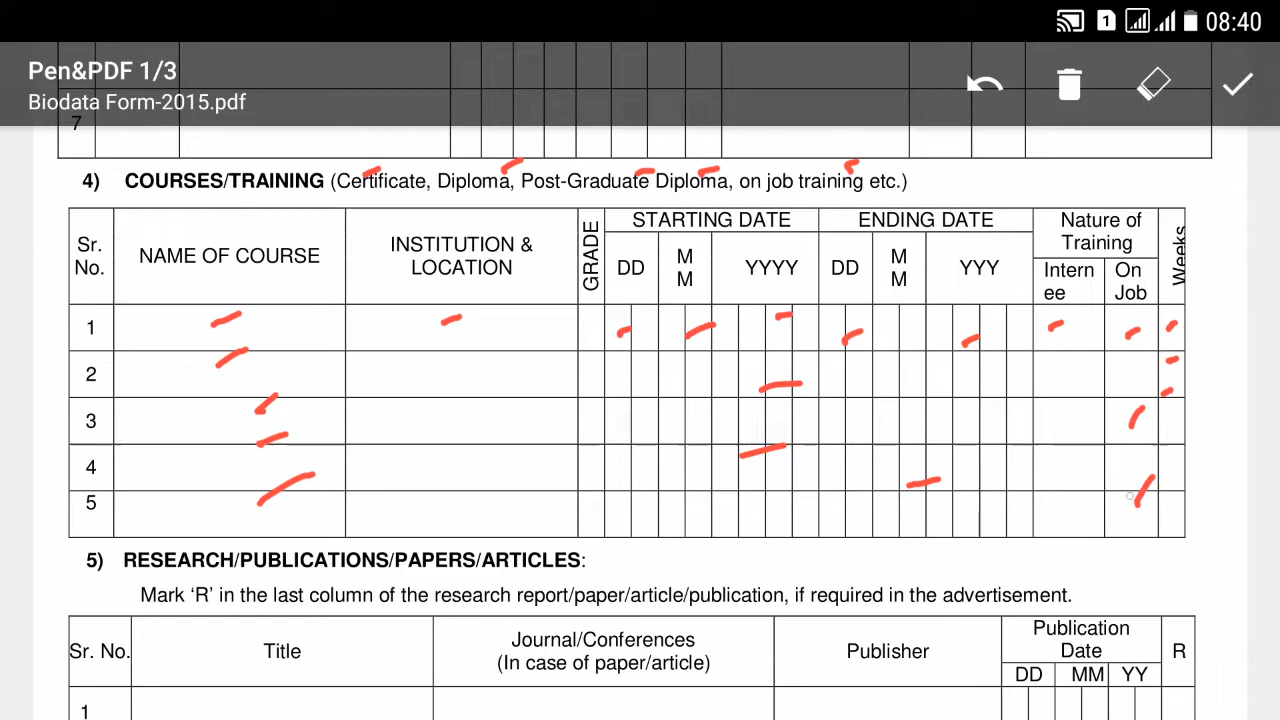 1 08:40
Pen&PDF 1/3
Biodata Form-2015.pdf
7
4) COURSES/TRAINING (Certificate, Diploma, Post-Graduate Diploma, on job training etc.)
Sr. No. NAME OF COURSE INSTITUTION & LOCATION GRADE STARTING DATE ENDING DATE Nature of Training Weeks
DD M M YYYY DD M M YYY Intern ee On Job
1
2
3
4
5
5) RESEARCH/PUBLICATIONS/PAPERS/ARTICLES:
Mark ‘R’ in the last column of the research report/paper/article/publication, if required in the advertisement.
Sr. No. Title Journal/Conferences (In case of paper/article) Publisher Publication Date R
DD MM YY
1